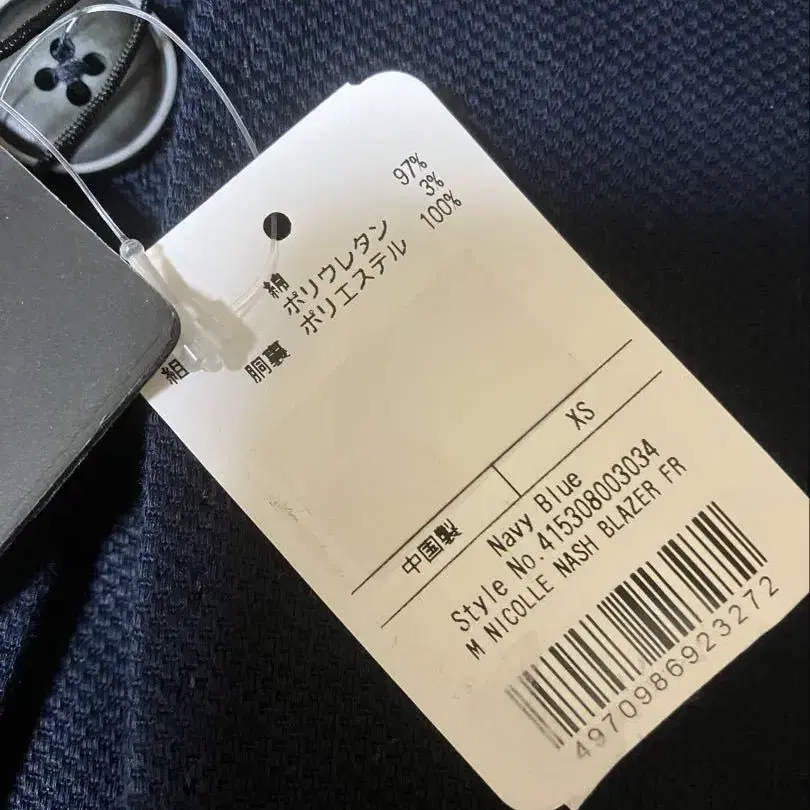 組 綿 97%
ポリウレタン 3%
胴裏 ポリエステル 100%
中国製 XS
Navy Blue
Style No.415308003034
M NICOLLE NASH BLAZER FR
4970986923272